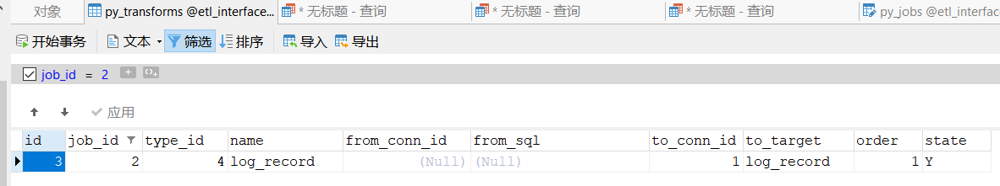 对象 py_transforms @etl_interface... * 无标题 - 查询 * 无标题 - 查询 * 无标题 - 查询 py_jobs @etl_interface
开始事务 文本 筛选 排序 导入 导出
job_id = 2
应用
id job_id type_id name from_conn_id from_sql to_conn_id to_target order state
3 2 4 log_record (Null) (Null) 1 log_record 1 Y